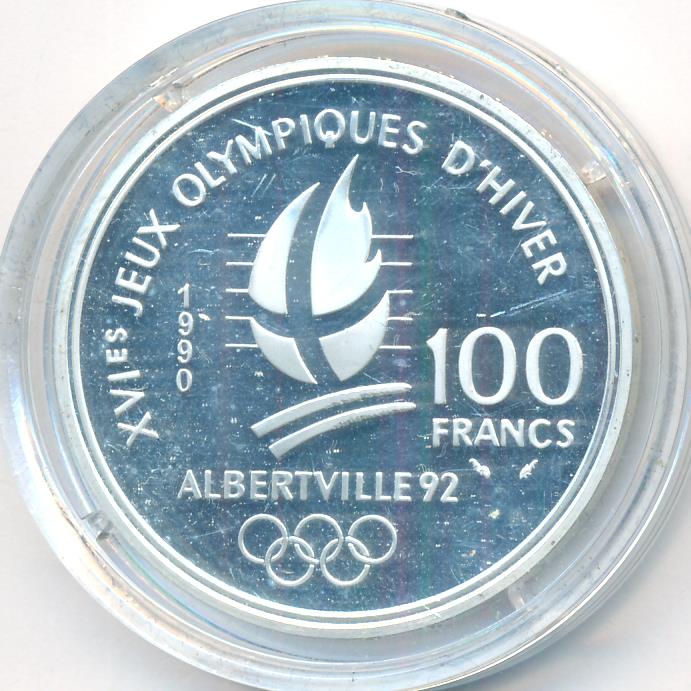 XVIES JEUX OLYMPIQUES D'HIVER
1990
100
FRANCS
ALBERTVILLE 92